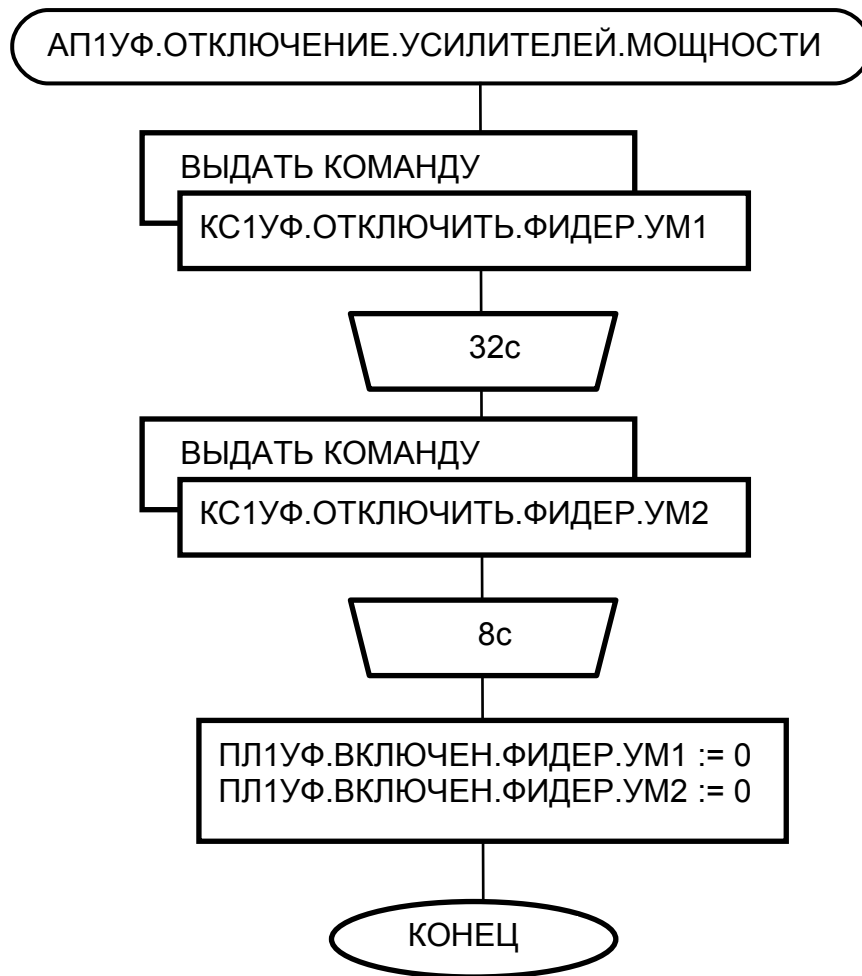 АП1УФ.ОТКЛЮЧЕНИЕ.УСИЛИТЕЛЕЙ.МОЩНОСТИ
ВЫДАТЬ КОМАНДУ
КС1УФ.ОТКЛЮЧИТЬ.ФИДЕР.УМ1
32с
ВЫДАТЬ КОМАНДУ
КС1УФ.ОТКЛЮЧИТЬ.ФИДЕР.УМ2
8с
ПЛ1УФ.ВКЛЮЧЕН.ФИДЕР.УМ1 := 0
ПЛ1УФ.ВКЛЮЧЕН.ФИДЕР.УМ2 := 0
КОНЕЦ